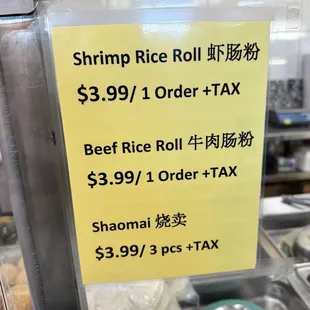 Shrimp Rice Roll 虾肠粉
$3.99/ 1 Order +TAX
Beef Rice Roll 牛肉肠粉
$3.99/ 1 Order +TAX
Shaomai 烧卖
$3.99/ 3 pcs +TAX